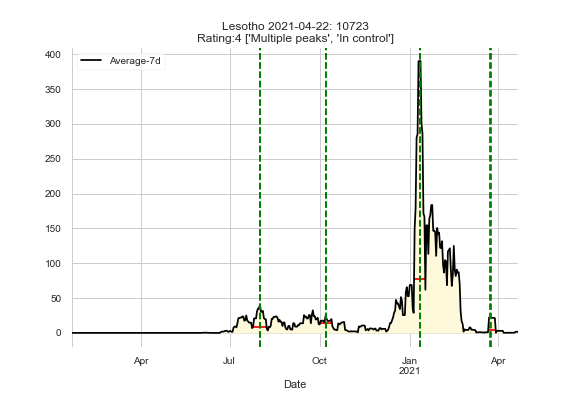 Lesotho 2021-04-22: 10723
Rating:4 ['Multiple peaks', 'In control']
Average-7d
400
350
300
250
200
150
100
50
0
Apr
Jul
Oct
Jan
2021
Apr
Date